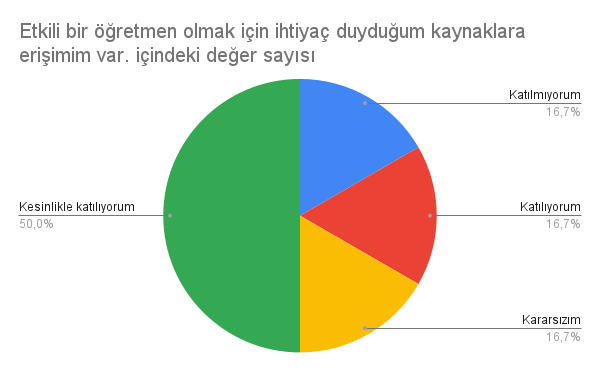 Etkili bir öğretmen olmak için ihtiyaç duyduğum kaynaklara
erişimim var. içindeki değer sayısı
Katılmıyorum
16,7%
Kesinlikle katılıyorum
50,0%
Katılıyorum
16,7%
Kararsızım
16,7%